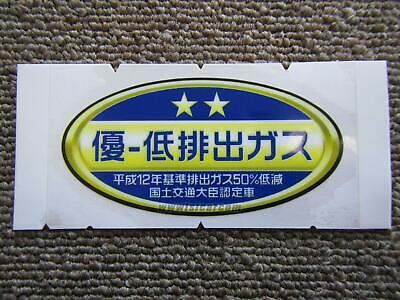 ★★
優-低排出ガス
平成12年基準排出ガス50%低減
国土交通大臣認定車